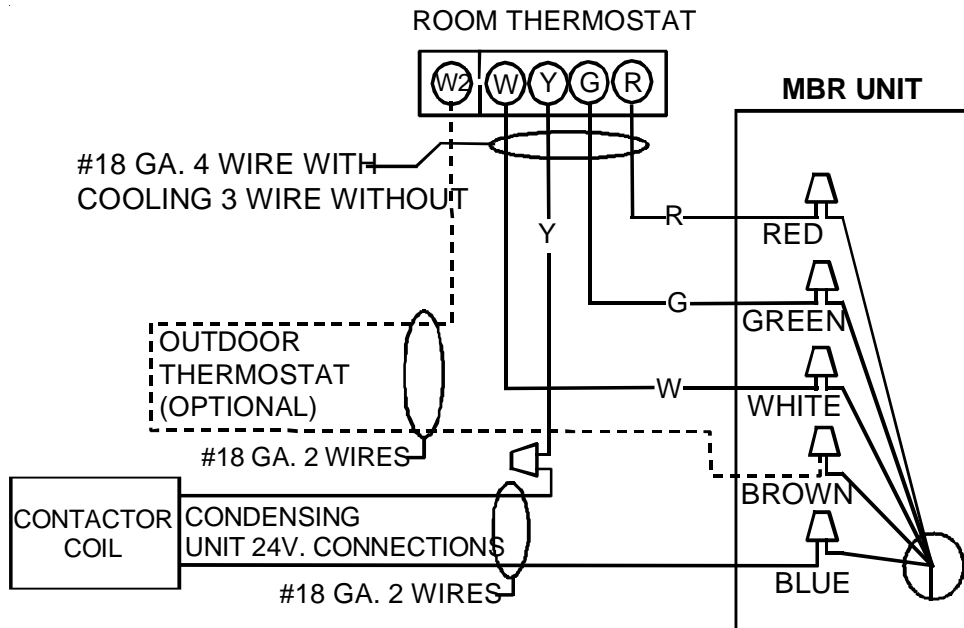 ROOM THERMOSTAT
W2 W Y G R
MBR UNIT
#18 GA. 4 WIRE WITH
COOLING 3 WIRE WITHOUT
R
RED
Y
G
GREEN
OUTDOOR
THERMOSTAT
(OPTIONAL)
W
WHITE
#18 GA. 2 WIRES
BROWN
CONTACTOR
COIL
CONDENSING
UNIT 24V. CONNECTIONS
BLUE
#18 GA. 2 WIRES